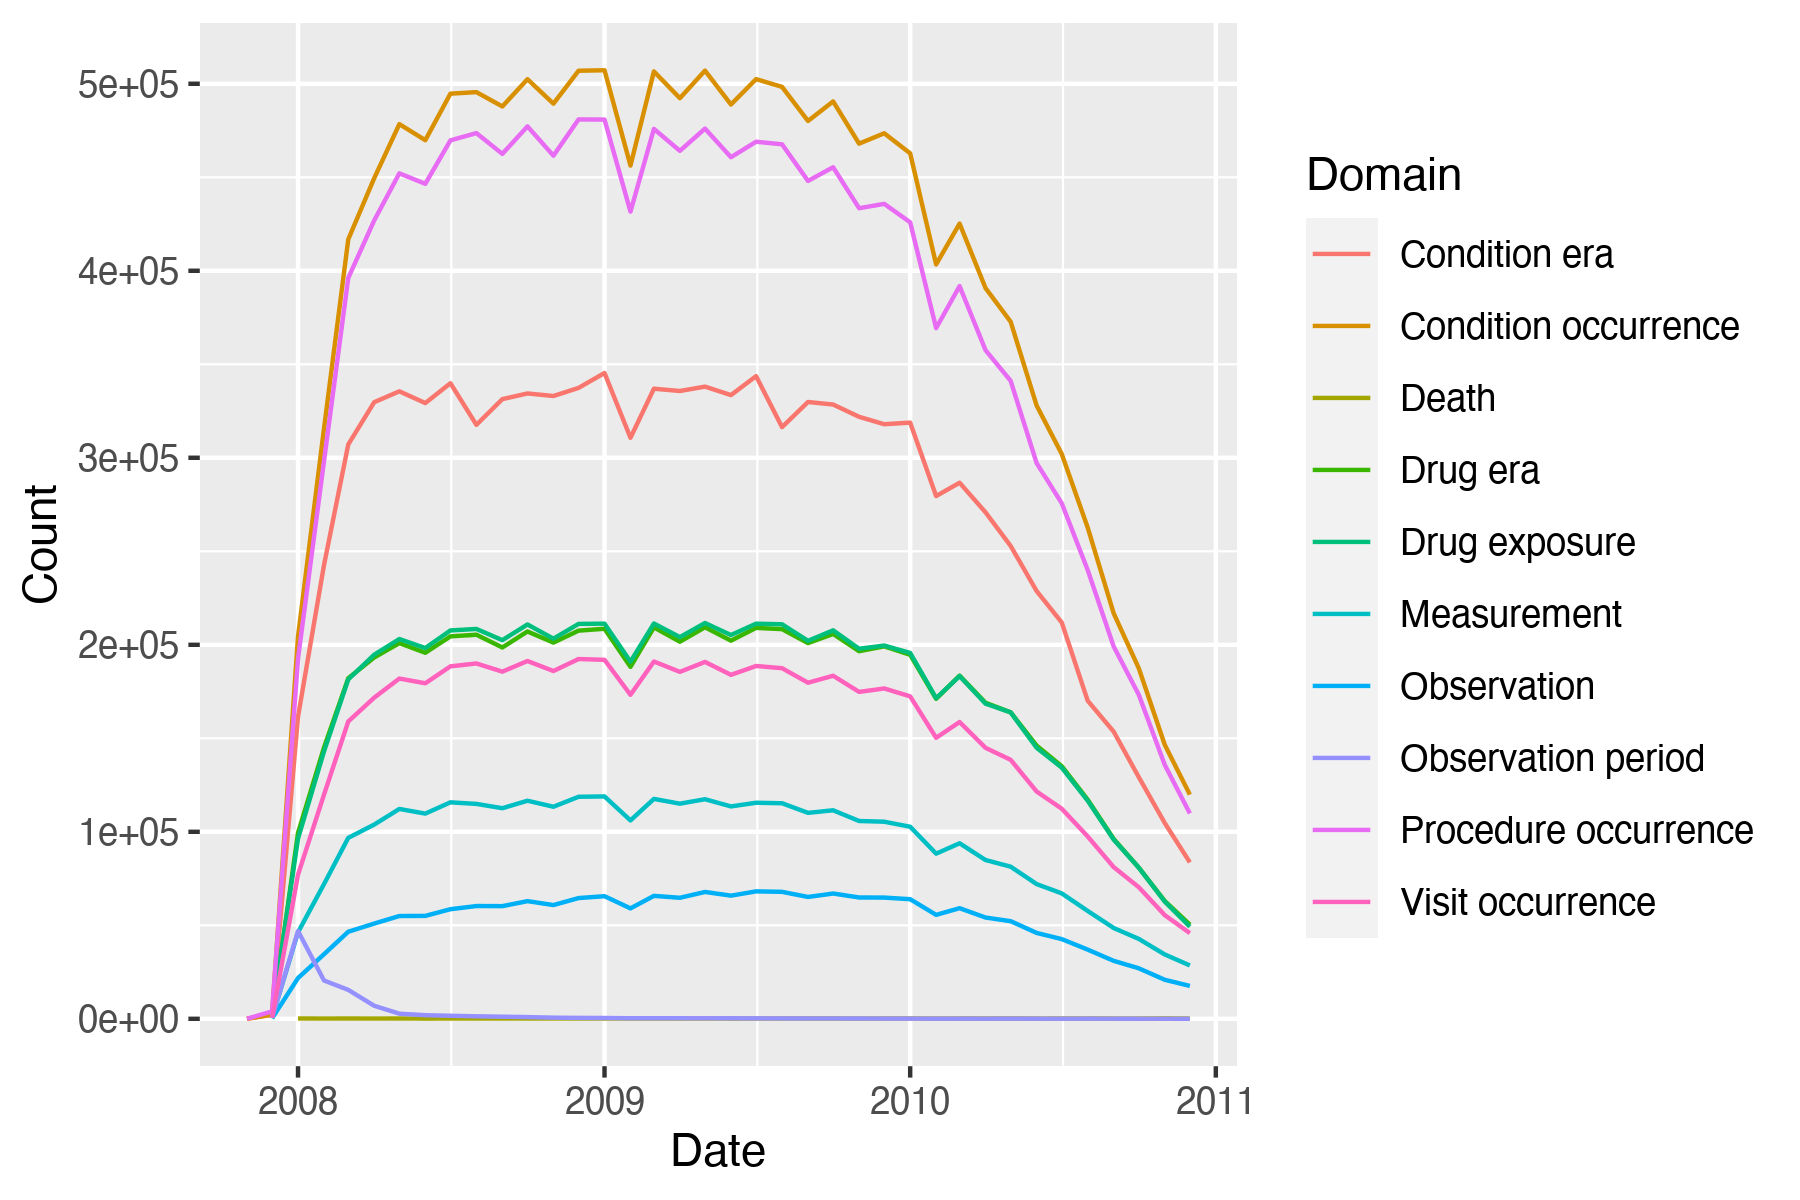 5e+05
4e+05
3e+05
2e+05
1e+05
0e+00
Count
2008 2009 2010 2011
Date
Domain
Condition era
Condition occurrence
Death
Drug era
Drug exposure
Measurement
Observation
Observation period
Procedure occurrence
Visit occurrence